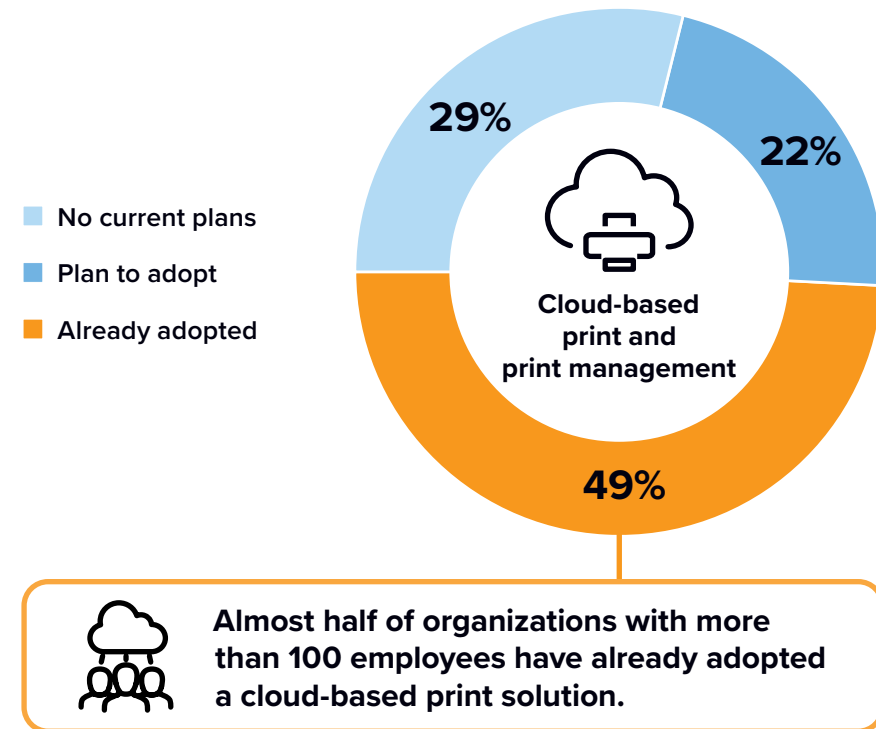 29%
22%
No current plans
Plan to adopt
Already adopted
Cloud-based
print and
print management
49%
Almost half of organizations with more
than 100 employees have already adopted
a cloud-based print solution.